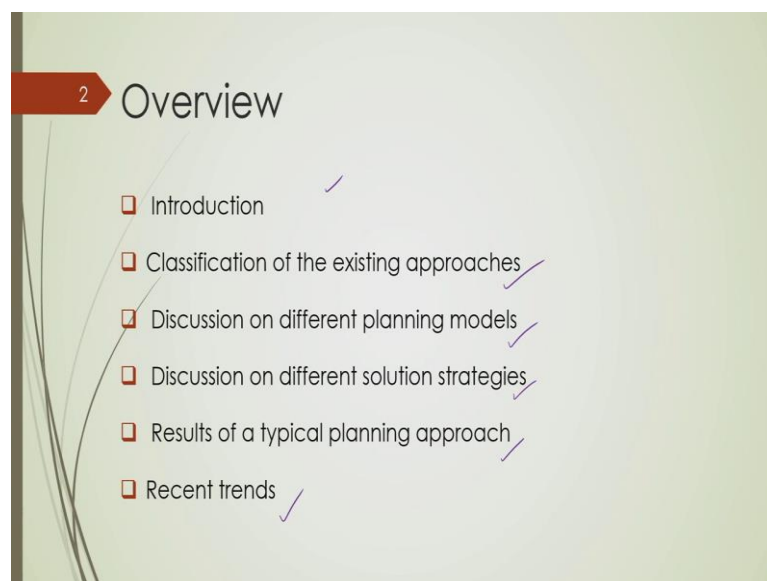 2
Overview
Introduction
Classification of the existing approaches
Discussion on different planning models
Discussion on different solution strategies
Results of a typical planning approach
Recent trends